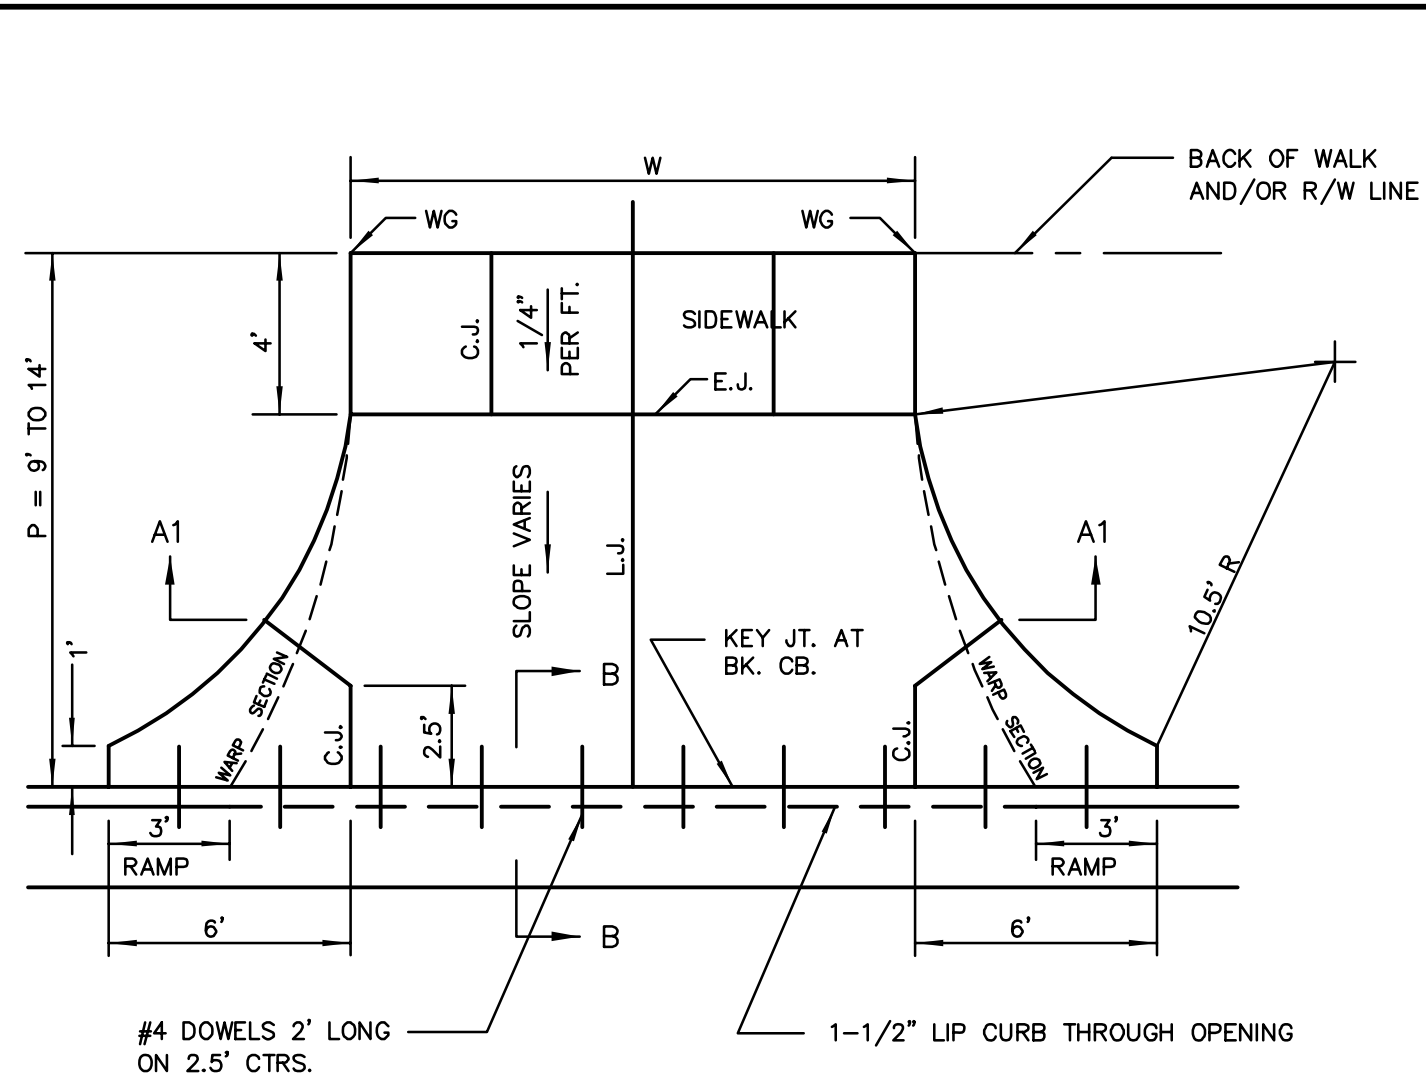 W
BACK OF WALK
AND/OR R/W LINE
WG
WG
4'
C.J.
1/4"
PER FT.
SIDEWALK
E.J.
P = 9' TO 14'
A1
SLOPE VARIES
L.J.
A1
10.5' R
1'
WARP SECTION
C.J.
2.5'
B
KEY JT. AT
BK. CB.
C.J.
WARP SECTION
3'
RAMP
3'
RAMP
6'
B
6'
#4 DOWELS 2' LONG
ON 2.5' CTRS.
1-1/2" LIP CURB THROUGH OPENING